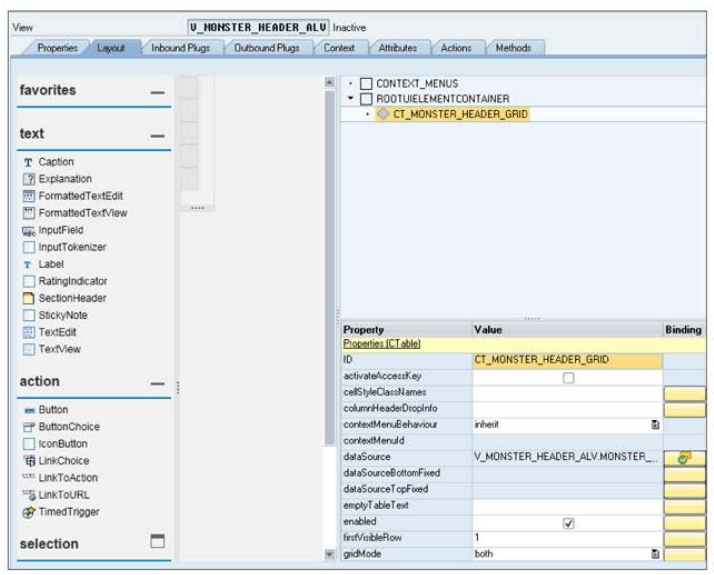 View V_MONSTER_HEADER_ALV Inactive
Properties Layout Inbound Plugs Outbound Plugs Context Attributes Actions Methods
favorites
text
Caption
Explanation
FormattedTextEdit
FormattedTextView
InputField
InputTokenizer
Label
RatingIndicator
SectionHeader
StickyNote
TextEdit
TextView
action
Button
ButtonChoice
IconButton
LinkChoice
LinkToAction
LinkToURL
TimedTrigger
selection
CONTEXT_MENUS
ROOTUIELEMENTCONTAINER
CT_MONSTER_HEADER_GRID
Property Value Binding
Properties (CTable)
ID CT_MONSTER_HEADER_GRID
activateAccessKey
cellStyleClassNames
columnHeaderDropInfo
contextMenuBehaviour inherit
contextMenuId
dataSource V_MONSTER_HEADER_ALV.MONSTER_...
dataSourceBottomFixed
dataSourceTopFixed
emptyTableText
enabled
firstVisibleRow 1
gridMode both